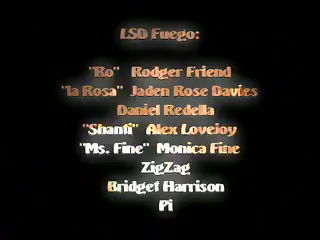 LSD Fuego:
"Ro" Rodger Friend
"la Rosa" Jaden Rose Davies
Daniel Redella
"Shanti" Alex Lovejoy
"Ms. Fine" Monica Fine
ZigZag
Bridget Harrison
Pi